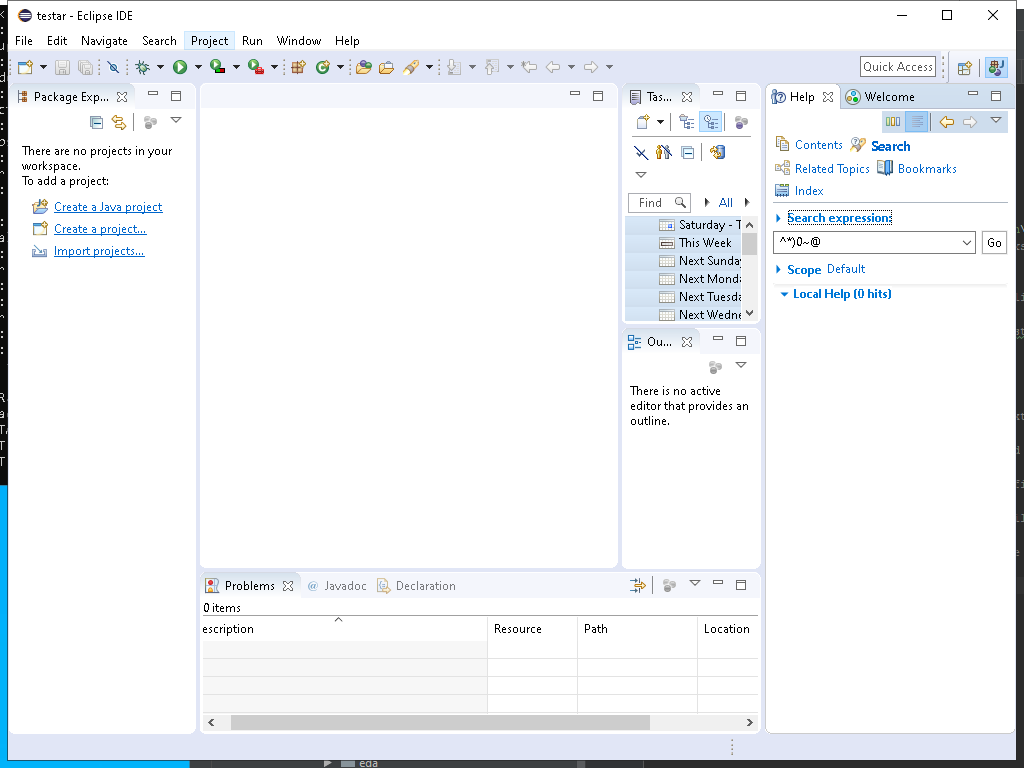 testar - Eclipse IDE
File Edit Navigate Search Project Run Window Help
Quick Access
Package Exp...
There are no projects in your
workspace.
To add a project:
Create a Java project
Create a project...
Import projects...
Tas...
Find
All
Saturday - T
This Week
Next Sunday
Next Monda
Next Tuesda
Next Wedne
Ou...
There is no active
editor that provides an
outline.
Help Welcome
Contents Search
Related Topics Bookmarks
Index
Search expression:
^*)0~@
Go
Scope Default
Local Help (0 hits)
Problems @ Javadoc Declaration
0 items
escription Resource Path Location
eda